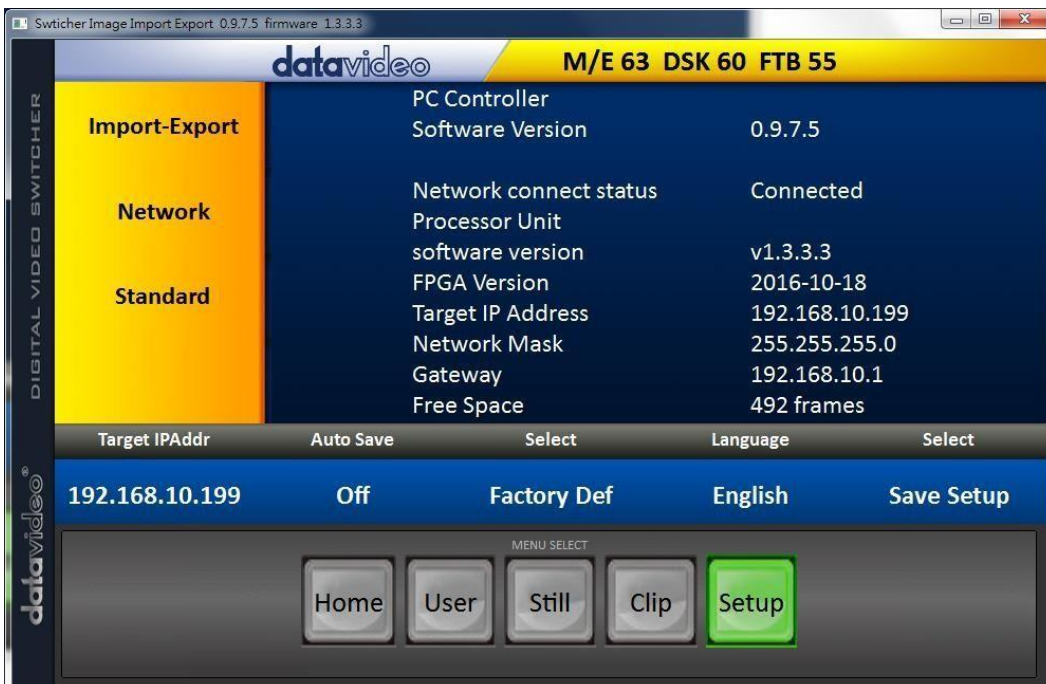 Swticher Image Import Export 0.9.7.5 firmware 1.3.3.3
datavideo
M/E 63 DSK 60 FTB 55
DIGITAL VIDEO SWITCHER
datavideo®
Import-Export
Network
Standard
PC Controller
Software Version 0.9.7.5
Network connect status Connected
Processor Unit
software version v1.3.3.3
FPGA Version 2016-10-18
Target IP Address 192.168.10.199
Network Mask 255.255.255.0
Gateway 192.168.10.1
Free Space 492 frames
Target IPAddr Auto Save Select Language Select
192.168.10.199 Off Factory Def English Save Setup
MENU SELECT
Home User Still Clip Setup